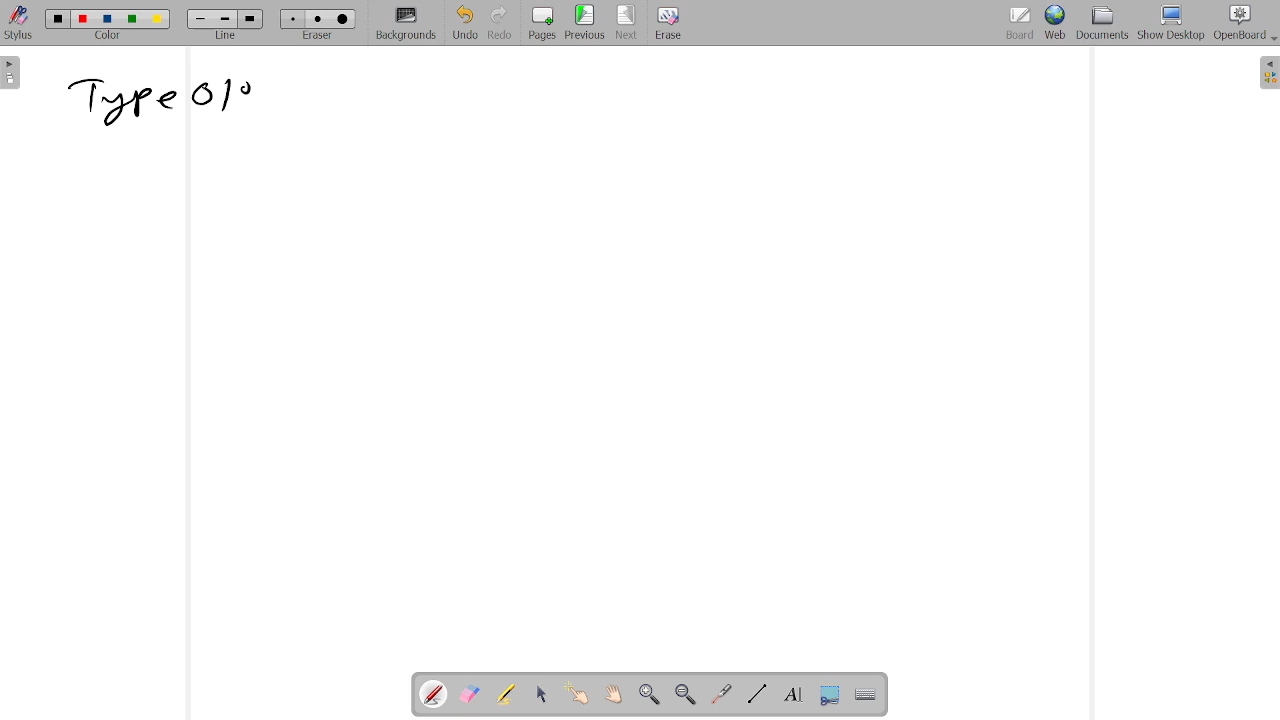 Stylus Color Line Eraser Backgrounds Undo Redo Pages Previous Next Erase Board Web Documents Show Desktop OpenBoard
Type 01
AI